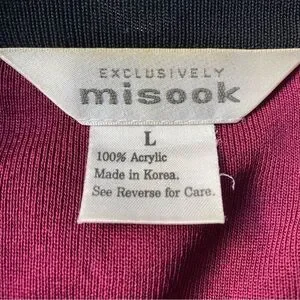 EXCLUSIVELY
misook
L
100% Acrylic
Made in Korea.
See Reverse for Care.